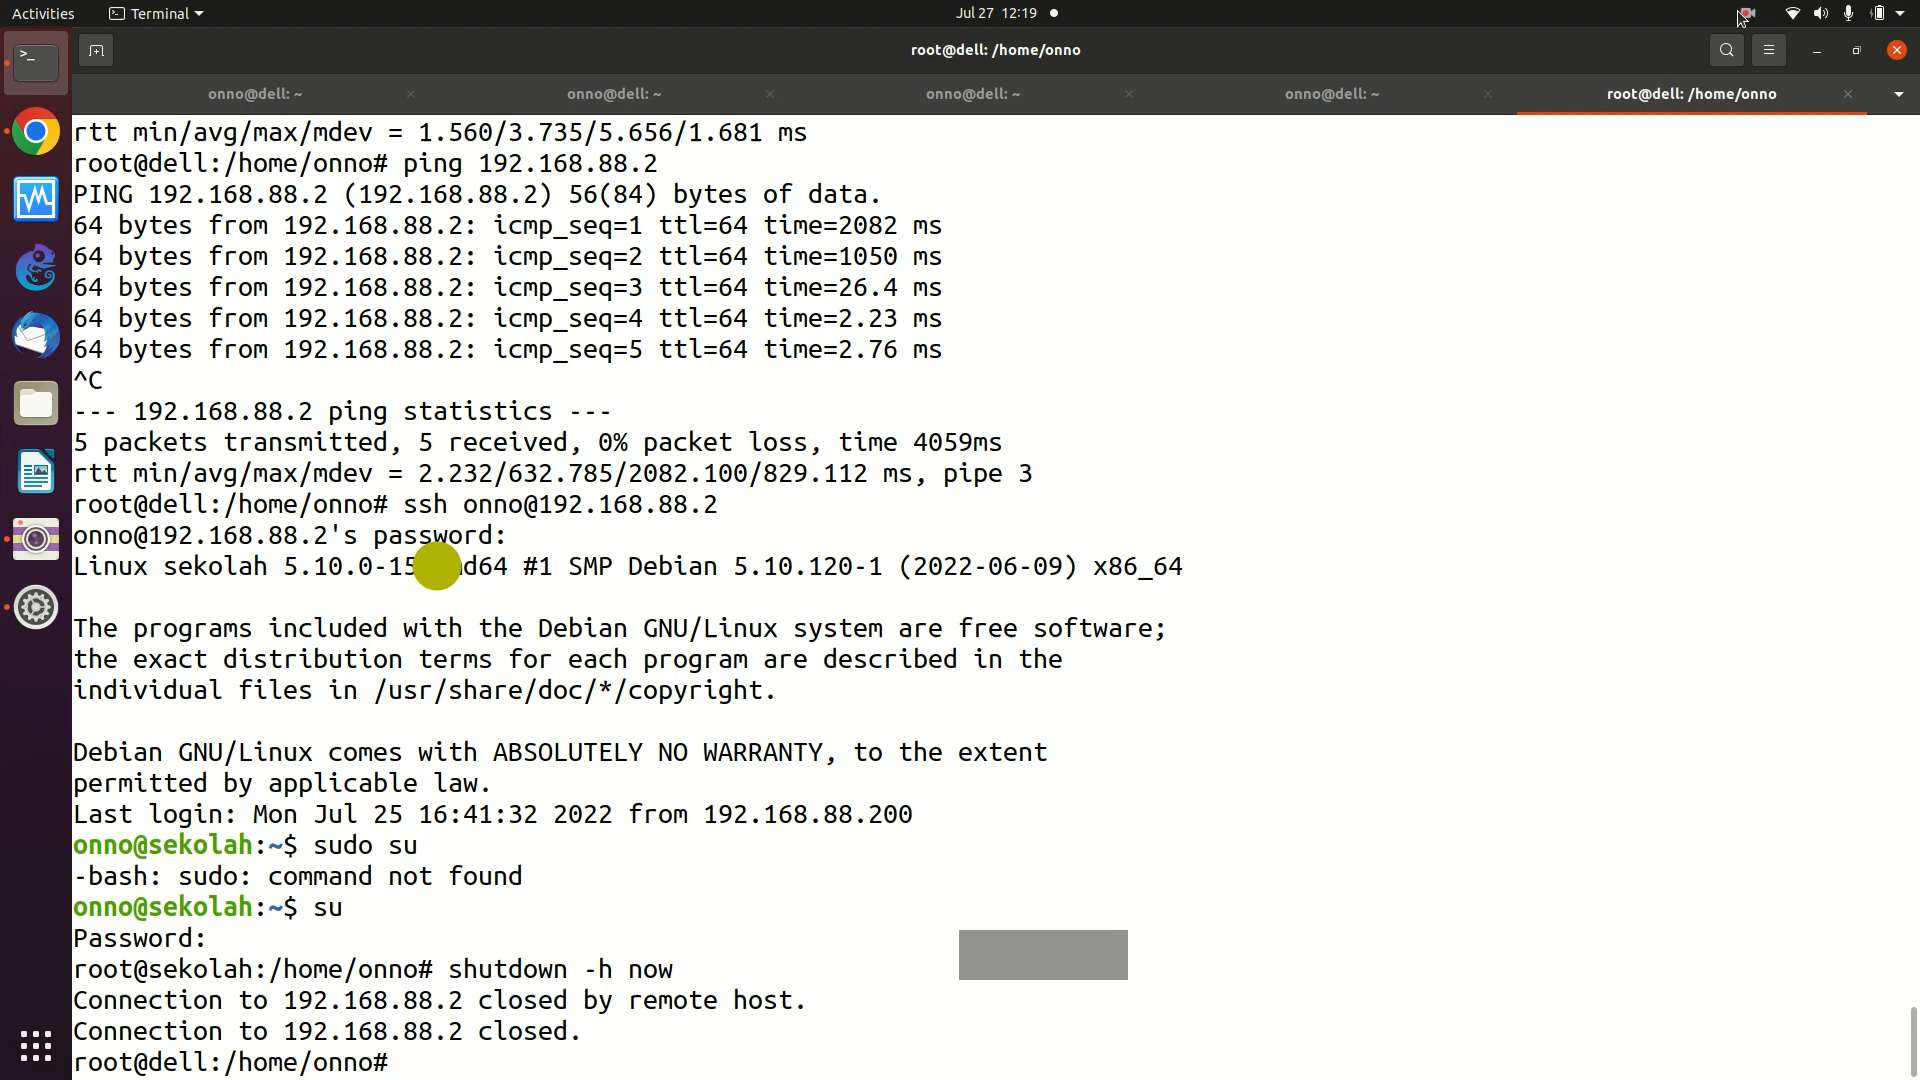 Activities
Terminal
Jul 27 12:19
root@dell: /home/onno
onno@dell: ~
onno@dell: ~
onno@dell: ~
onno@dell: ~
root@dell: /home/onno
rtt min/avg/max/mdev = 1.560/3.735/5.656/1.681 ms
root@dell:/home/onno# ping 192.168.88.2
PING 192.168.88.2 (192.168.88.2) 56(84) bytes of data.
64 bytes from 192.168.88.2: icmp_seq=1 ttl=64 time=2082 ms
64 bytes from 192.168.88.2: icmp_seq=2 ttl=64 time=1050 ms
64 bytes from 192.168.88.2: icmp_seq=3 ttl=64 time=26.4 ms
64 bytes from 192.168.88.2: icmp_seq=4 ttl=64 time=2.23 ms
64 bytes from 192.168.88.2: icmp_seq=5 ttl=64 time=2.76 ms
^C
--- 192.168.88.2 ping statistics ---
5 packets transmitted, 5 received, 0% packet loss, time 4059ms
rtt min/avg/max/mdev = 2.232/632.785/2082.100/829.112 ms, pipe 3
root@dell:/home/onno# ssh onno@192.168.88.2
onno@192.168.88.2's password:
Linux sekolah #1 SMP Debian 5.10.120-1 (2022-06-09) x86_64
The programs included with the Debian GNU/Linux system are free software;
the exact distribution terms for each program are described in the
individual files in /usr/share/doc/*/copyright.
Debian GNU/Linux comes with ABSOLUTELY NO WARRANTY, to the extent
permitted by applicable law.
Last login: Mon Jul 25 16:41:32 2022 from 192.168.88.200
onno@sekolah:~$ sudo su
-bash: sudo: command not found
onno@sekolah:~$ su
Password:
root@sekolah:/home/onno# shutdown -h now
Connection to 192.168.88.2 closed by remote host.
Connection to 192.168.88.2 closed.
root@dell:/home/onno#